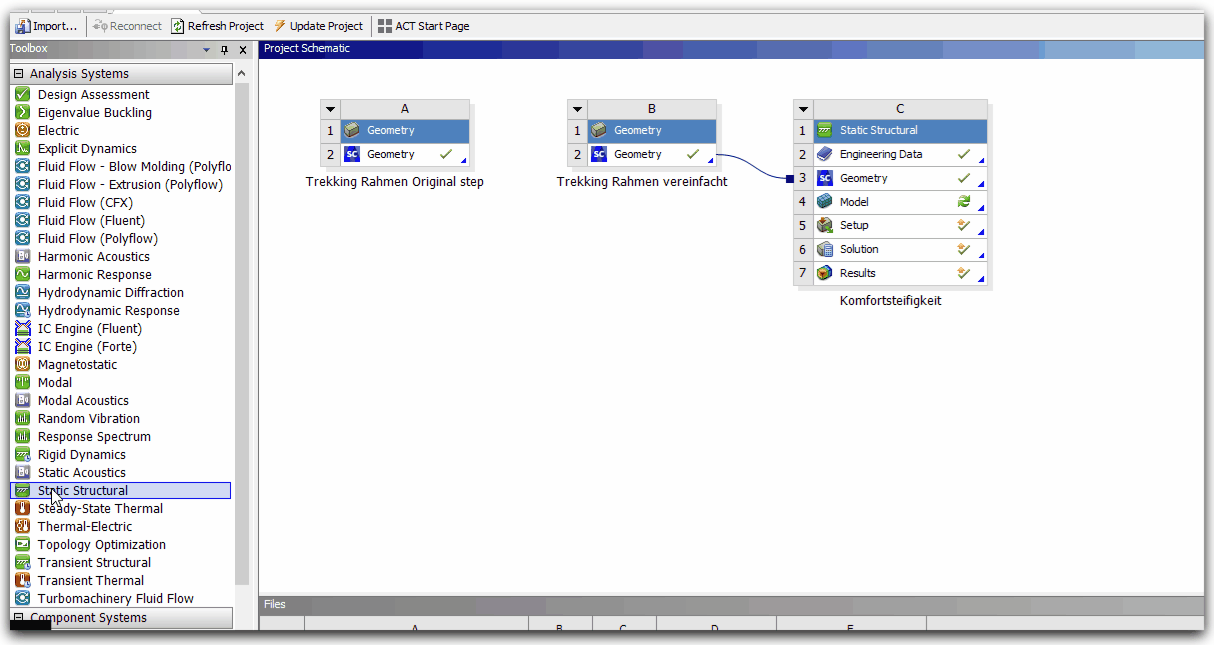 Import... Reconnect Refresh Project Update Project ACT Start Page
Toolbox
Project Schematic
Analysis Systems
Design Assessment
Eigenvalue Buckling
Electric
Explicit Dynamics
Fluid Flow - Blow Molding (Polyflo
Fluid Flow - Extrusion (Polyflow)
Fluid Flow (CFX)
Fluid Flow (Fluent)
Fluid Flow (Polyflow)
Harmonic Acoustics
Harmonic Response
Hydrodynamic Diffraction
Hydrodynamic Response
IC Engine (Fluent)
IC Engine (Forte)
Magnetostatic
Modal
Modal Acoustics
Random Vibration
Response Spectrum
Rigid Dynamics
Static Acoustics
Static Structural
Steady-State Thermal
Thermal-Electric
Topology Optimization
Transient Structural
Transient Thermal
Turbomachinery Fluid Flow
Component Systems
A
1 Geometry
2 SC Geometry
Trekking Rahmen Original step
B
1 Geometry
2 SC Geometry
Trekking Rahmen vereinfacht
C
1 Static Structural
2 Engineering Data
3 SC Geometry
4 Model
5 Setup
6 Solution
7 Results
Komfortsteifigkeit
Files
A B C D E